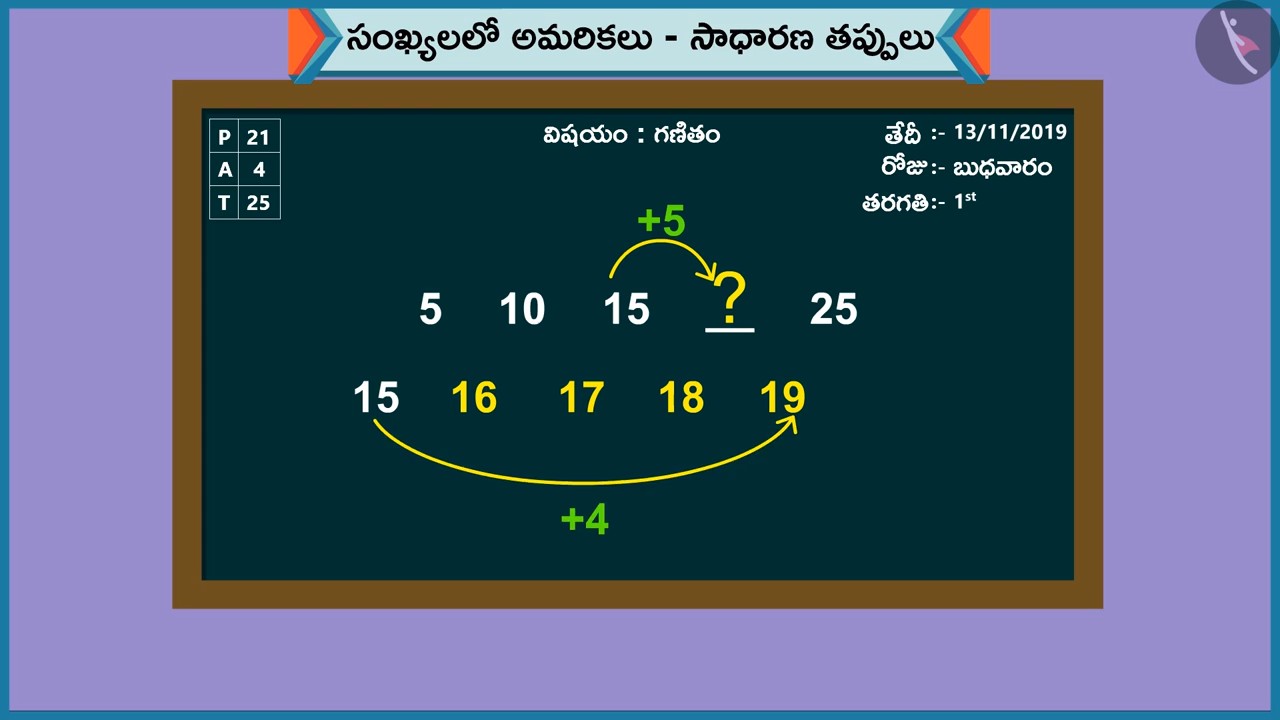 సంఖ్యలలో అమరికలు - సాధారణ తప్పులు
P 21
A 4
T 25
విషయం : గణితం
తేదీ :- 13/11/2019
రోజు:- బుధవారం
తరగతి:- 1st
+5
5 10 15 ? 25
15 16 17 18 19
+4